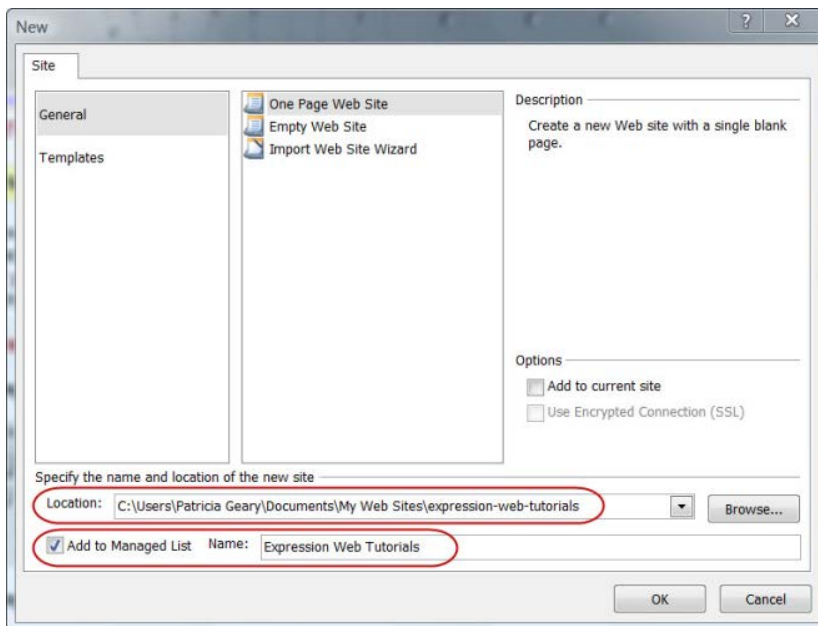 New
Site
General
Templates
One Page Web Site
Empty Web Site
Import Web Site Wizard
Description
Create a new Web site with a single blank
page.
Options
Add to current site
Use Encrypted Connection (SSL)
Specify the name and location of the new site
Location: C:\Users\Patricia Geary\Documents\My Web Sites\expression-web-tutorials Browse...
Add to Managed List Name: Expression Web Tutorials
OK Cancel